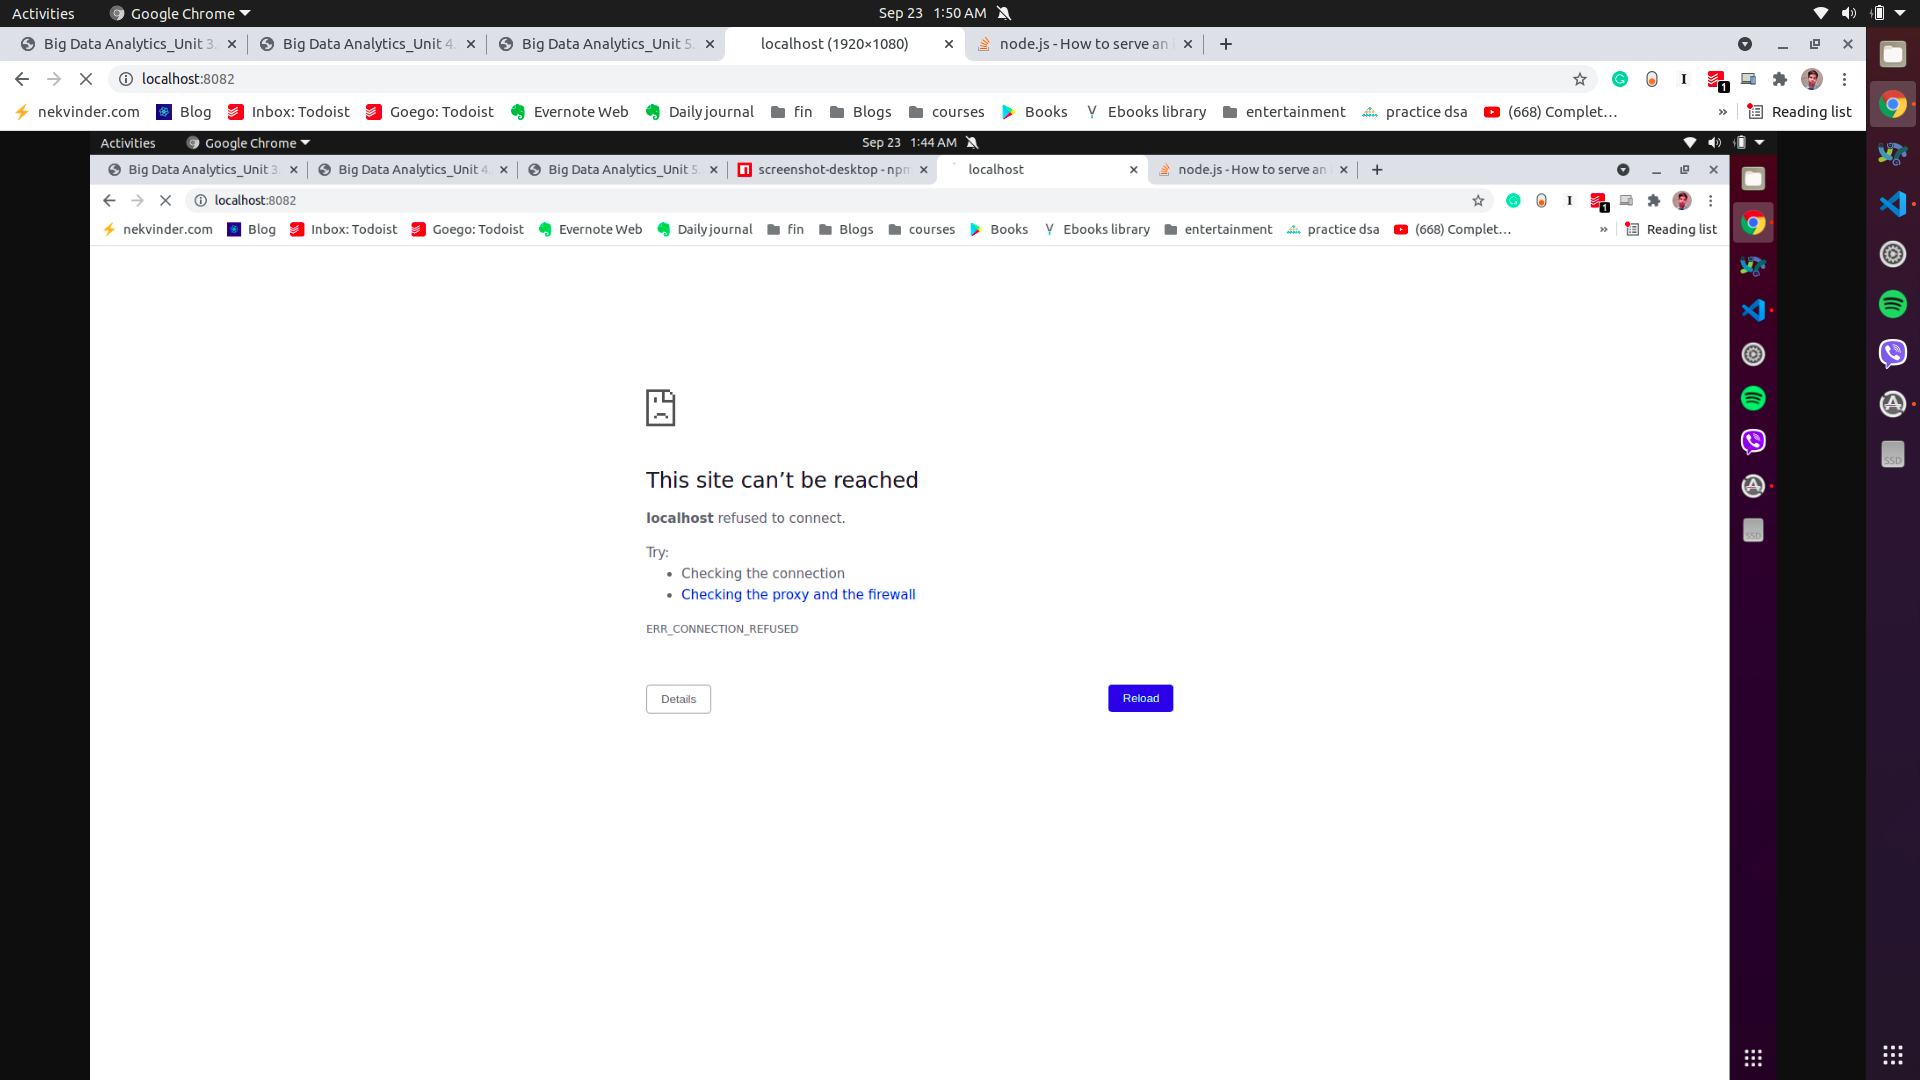 Activities Google Chrome Sep 23 1:50 AM
Big Data Analytics_Unit 3. Big Data Analytics_Unit 4. Big Data Analytics_Unit 5. localhost (1920×1080) node.js - How to serve an
localhost:8082 1
nekvinder.com Blog Inbox: Todoist Goego: Todoist Evernote Web Daily journal fin Blogs courses Books Ebooks library entertainment practice dsa (668) Complet… » Reading list
Activities Google Chrome Sep 23 1:44 AM
Big Data Analytics_Unit 3. Big Data Analytics_Unit 4. Big Data Analytics_Unit 5. screenshot-desktop - npm localhost node.js - How to serve an
localhost:8082 1
nekvinder.com Blog Inbox: Todoist Goego: Todoist Evernote Web Daily journal fin Blogs courses Books Ebooks library entertainment practice dsa (668) Complet… » Reading list
This site can’t be reached
localhost refused to connect.
Try:
• Checking the connection
• Checking the proxy and the firewall
ERR_CONNECTION_REFUSED
Details Reload
SSD
SSD